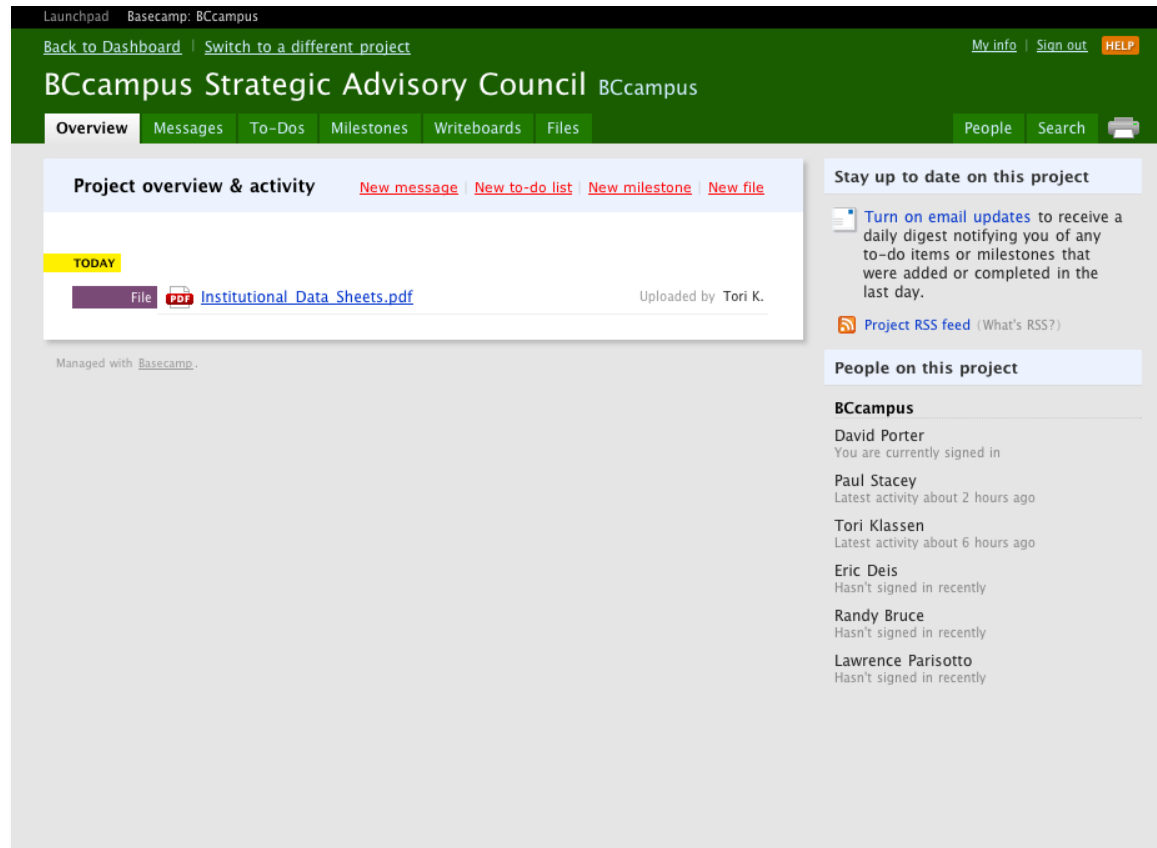 Launchpad Basecamp: BCcampus
Back to Dashboard | Switch to a different project
My info | Sign out HELP
BCcampus Strategic Advisory Council BCcampus
Overview Messages To-Dos Milestones Writeboards Files
People Search
Project overview & activity
New message | New to-do list | New milestone | New file
TODAY
File PDF Institutional Data Sheets.pdf Uploaded by Tori K.
Managed with Basecamp.
Stay up to date on this project
Turn on email updates to receive a
daily digest notifying you of any
to-do items or milestones that
were added or completed in the
last day.
Project RSS feed (What's RSS?)
People on this project
BCcampus
David Porter
You are currently signed in
Paul Stacey
Latest activity about 2 hours ago
Tori Klassen
Latest activity about 6 hours ago
Eric Deis
Hasn't signed in recently
Randy Bruce
Hasn't signed in recently
Lawrence Parisotto
Hasn't signed in recently